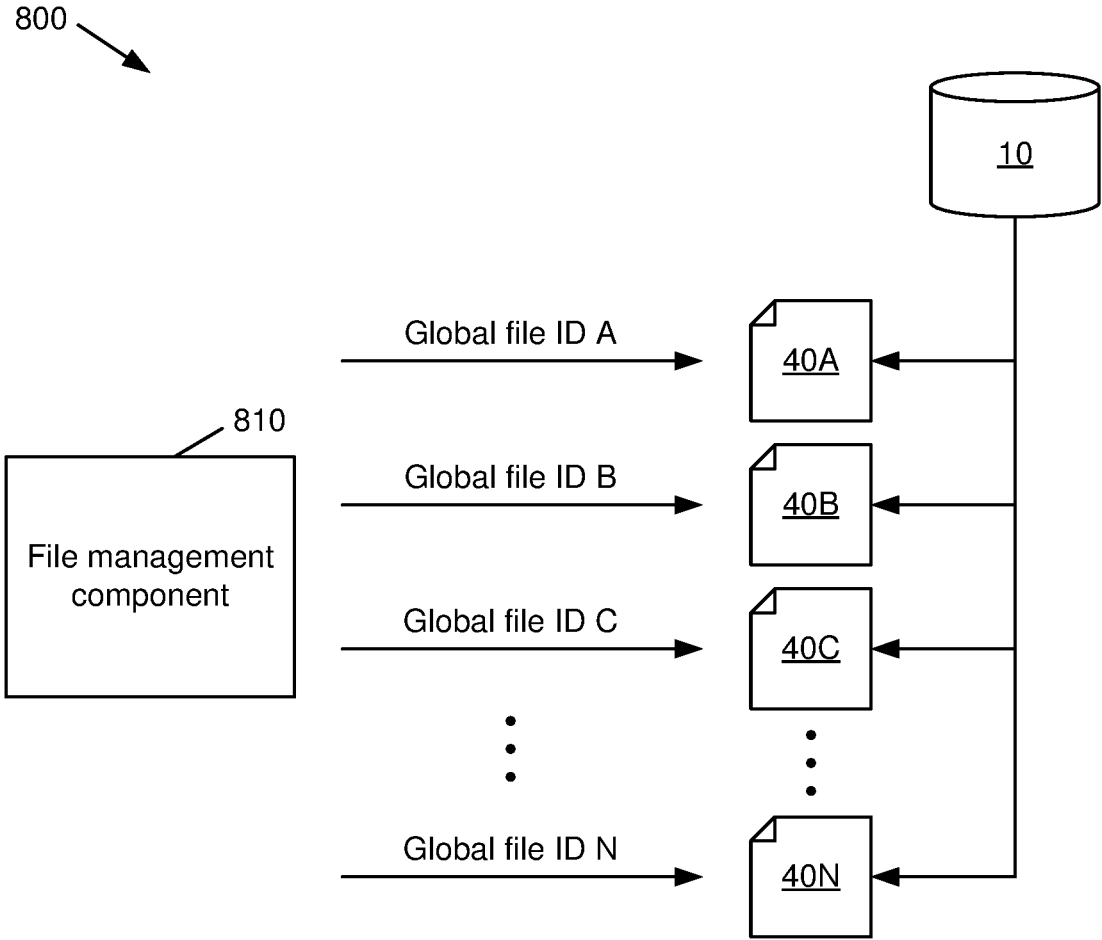 800
10
Global file ID A
40A
810
Global file ID B
40B
File management
component
Global file ID C
40C
Global file ID N
40N